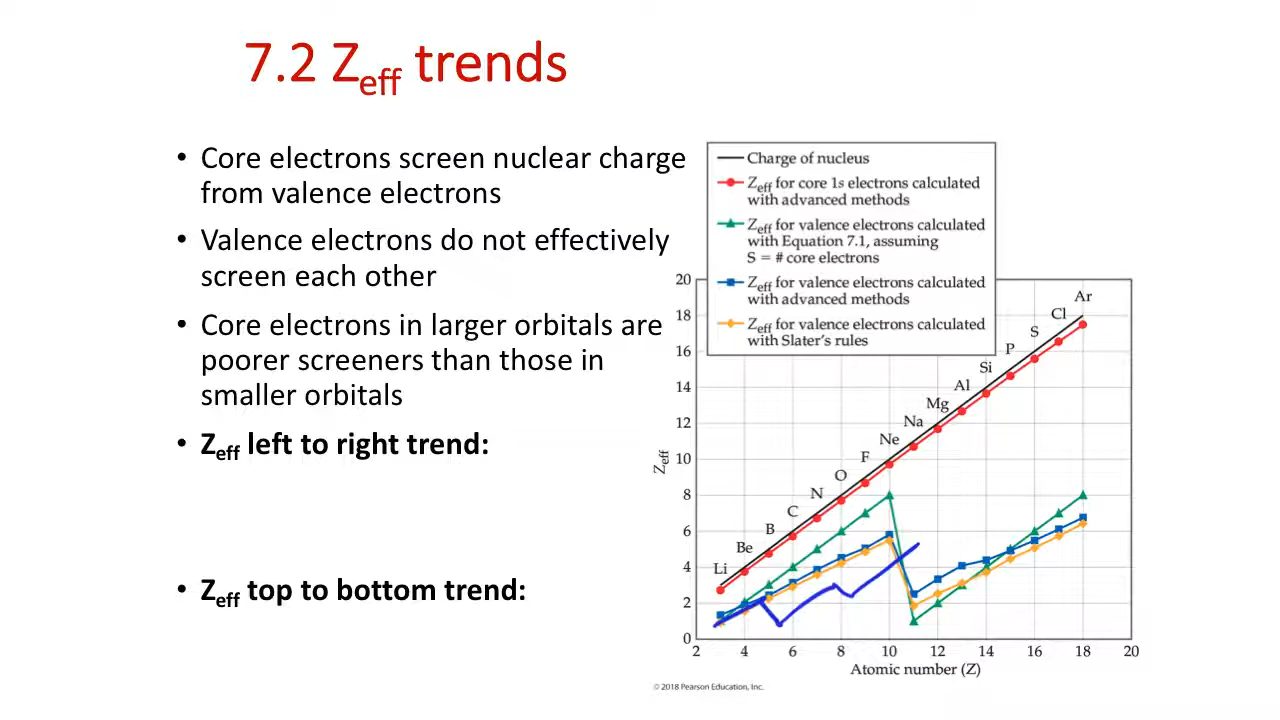 7.2 Zeff trends
• Core electrons screen nuclear charge
from valence electrons
• Valence electrons do not effectively
screen each other
• Core electrons in larger orbitals are
poorer screeners than those in
smaller orbitals
• Zeff left to right trend:
• Zeff top to bottom trend:
Charge of nucleus
Zeff for core 1s electrons calculated
with advanced methods
Zeff for valence electrons calculated
with Equation 7.1, assuming
S = # core electrons
Zeff for valence electrons calculated
with advanced methods
Zeff for valence electrons calculated
with Slater's rules
20
18
16
14
12
10
8
6
4
2
0
Zeff
Li
Be
B
C
N
O
F
Ne
Na
Mg
Al
Si
P
S
Cl
Ar
2 4 6 8 10 12 14 16 18 20
Atomic number (Z)
© 2018 Pearson Education, Inc.